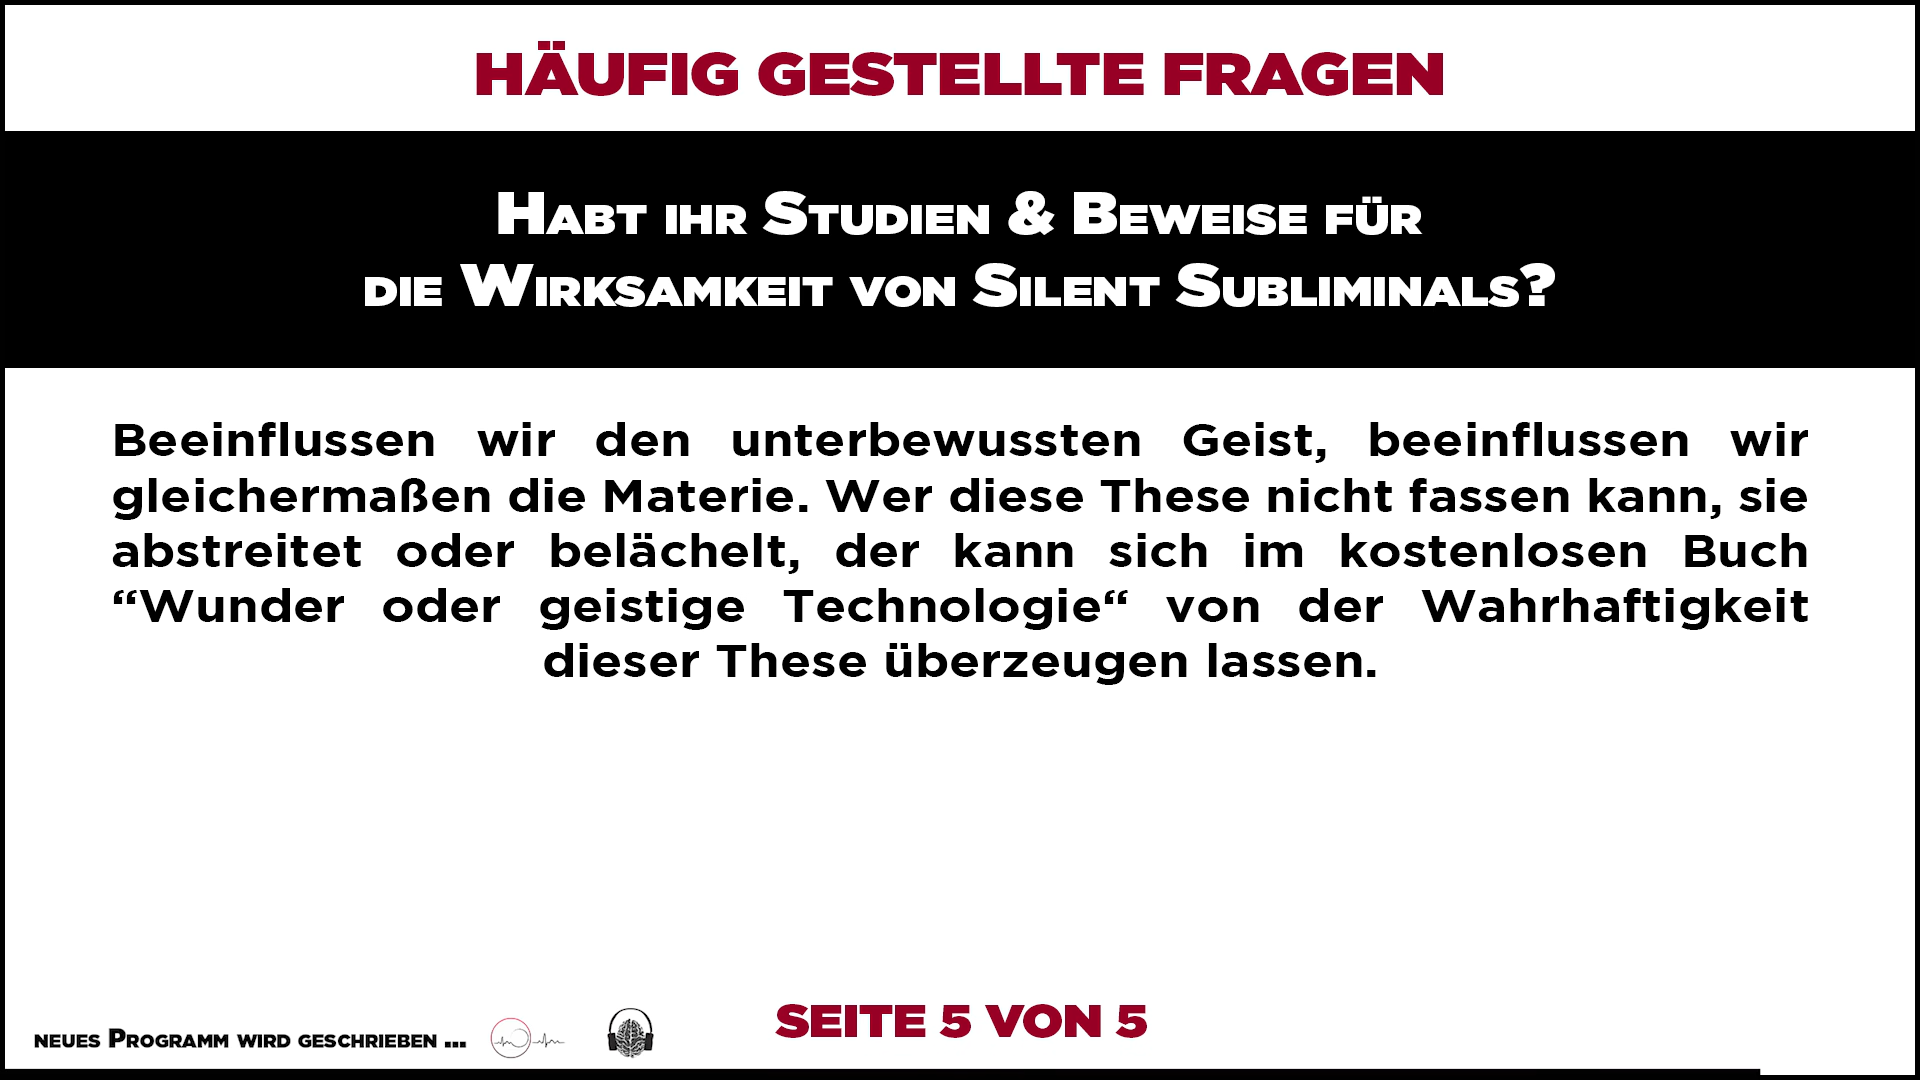 HÄUFIG GESTELLTE FRAGEN
Habt ihr Studien & Beweise für
die Wirksamkeit von Silent Subliminals?
Beeinflussen wir den unterbewussten Geist, beeinflussen wir
gleichermaßen die Materie. Wer diese These nicht fassen kann, sie
abstreitet oder belächelt, der kann sich im kostenlosen Buch
“Wunder oder geistige Technologie“ von der Wahrhaftigkeit
dieser These überzeugen lassen.
SEITE 5 VON 5
neues Programm wird geschrieben ...